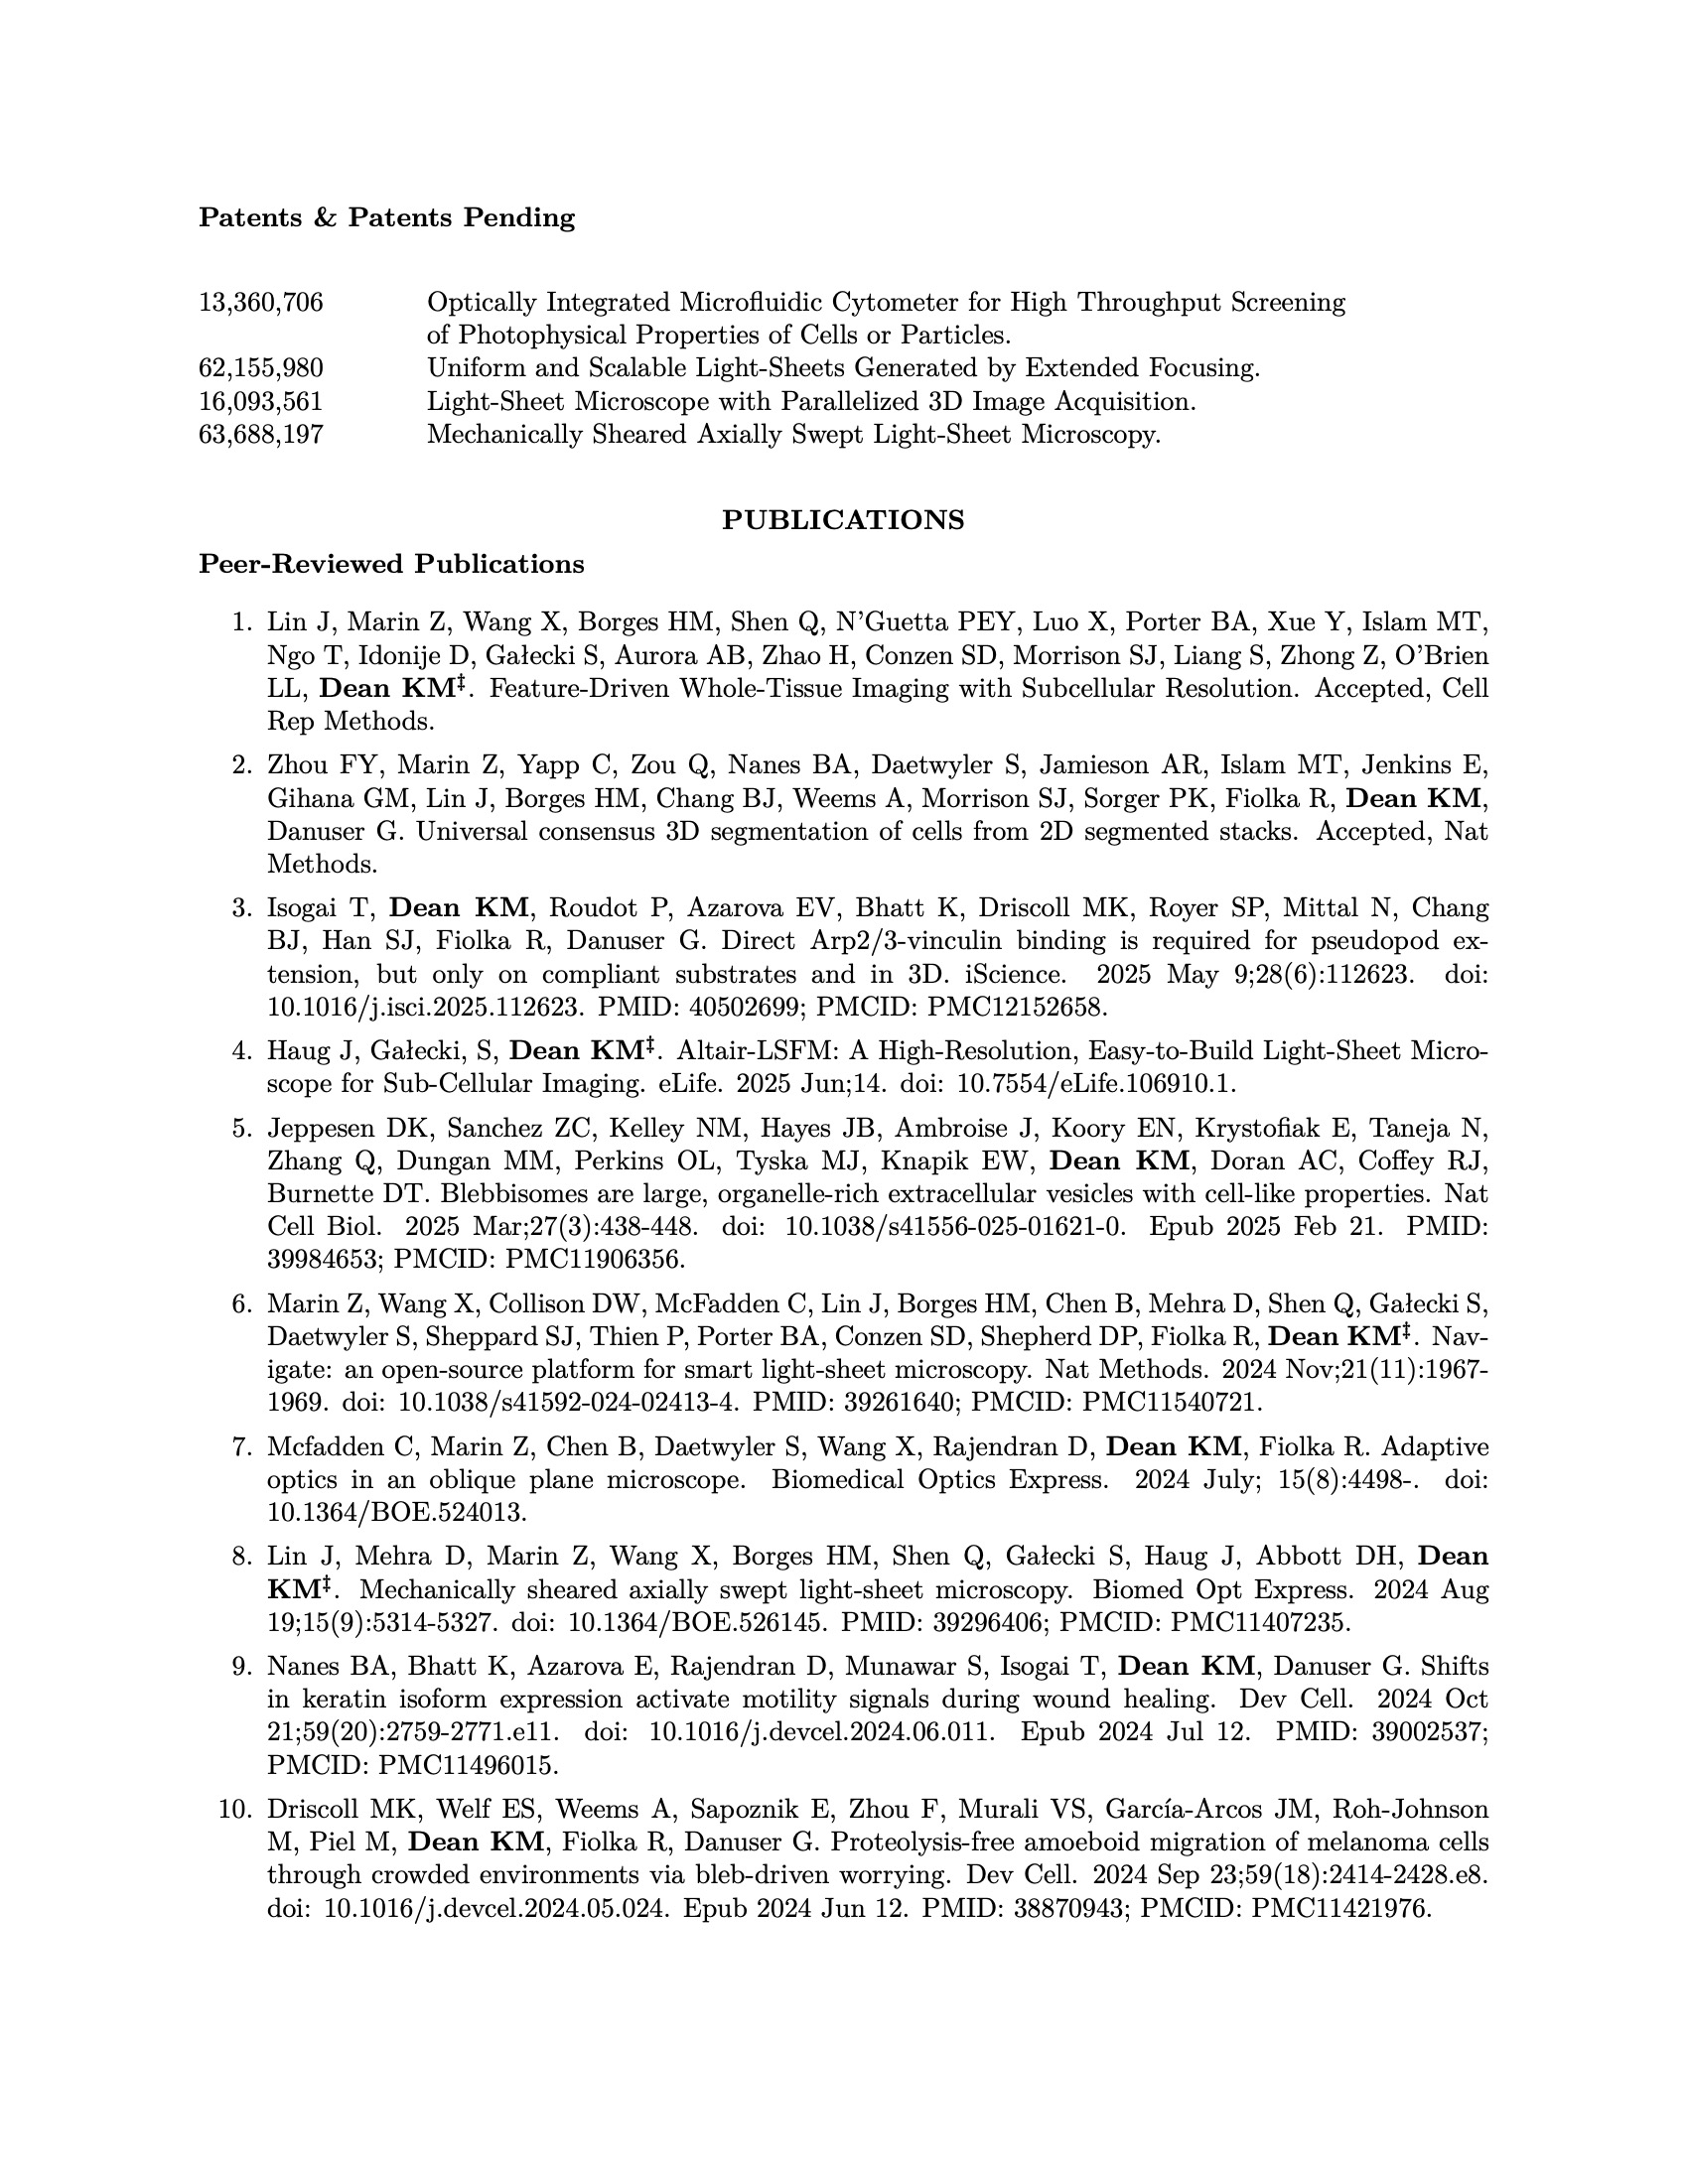 Patents & Patents Pending
13,360,706 Optically Integrated Microfluidic Cytometer for High Throughput Screening
of Photophysical Properties of Cells or Particles.
62,155,980 Uniform and Scalable Light-Sheets Generated by Extended Focusing.
16,093,561 Light-Sheet Microscope with Parallelized 3D Image Acquisition.
63,688,197 Mechanically Sheared Axially Swept Light-Sheet Microscopy.
PUBLICATIONS
Peer-Reviewed Publications
1. Lin J, Marin Z, Wang X, Borges HM, Shen Q, N'Guetta PEY, Luo X, Porter BA, Xue Y, Islam MT,
Ngo T, Idonije D, Gałecki S, Aurora AB, Zhao H, Conzen SD, Morrison SJ, Liang S, Zhong Z, O'Brien
LL, Dean KM‡. Feature-Driven Whole-Tissue Imaging with Subcellular Resolution. Accepted, Cell
Rep Methods.
2. Zhou FY, Marin Z, Yapp C, Zou Q, Nanes BA, Daetwyler S, Jamieson AR, Islam MT, Jenkins E,
Gihana GM, Lin J, Borges HM, Chang BJ, Weems A, Morrison SJ, Sorger PK, Fiolka R, Dean KM,
Danuser G. Universal consensus 3D segmentation of cells from 2D segmented stacks. Accepted, Nat
Methods.
3. Isogai T, Dean KM, Roudot P, Azarova EV, Bhatt K, Driscoll MK, Royer SP, Mittal N, Chang
BJ, Han SJ, Fiolka R, Danuser G. Direct Arp2/3-vinculin binding is required for pseudopod ex-
tension, but only on compliant substrates and in 3D. iScience. 2025 May 9;28(6):112623. doi:
10.1016/j.isci.2025.112623. PMID: 40502699; PMCID: PMC12152658.
4. Haug J, Gałecki, S, Dean KM‡. Altair-LSFM: A High-Resolution, Easy-to-Build Light-Sheet Micro-
scope for Sub-Cellular Imaging. eLife. 2025 Jun;14. doi: 10.7554/eLife.106910.1.
5. Jeppesen DK, Sanchez ZC, Kelley NM, Hayes JB, Ambroise J, Koory EN, Krystofiak E, Taneja N,
Zhang Q, Dungan MM, Perkins OL, Tyska MJ, Knapik EW, Dean KM, Doran AC, Coffey RJ,
Burnette DT. Blebbisomes are large, organelle-rich extracellular vesicles with cell-like properties. Nat
Cell Biol. 2025 Mar;27(3):438-448. doi: 10.1038/s41556-025-01621-0. Epub 2025 Feb 21. PMID:
39984653; PMCID: PMC11906356.
6. Marin Z, Wang X, Collison DW, McFadden C, Lin J, Borges HM, Chen B, Mehra D, Shen Q, Gałecki S,
Daetwyler S, Sheppard SJ, Thien P, Porter BA, Conzen SD, Shepherd DP, Fiolka R, Dean KM‡. Nav-
igate: an open-source platform for smart light-sheet microscopy. Nat Methods. 2024 Nov;21(11):1967-
1969. doi: 10.1038/s41592-024-02413-4. PMID: 39261640; PMCID: PMC11540721.
7. Mcfadden C, Marin Z, Chen B, Daetwyler S, Wang X, Rajendran D, Dean KM, Fiolka R. Adaptive
optics in an oblique plane microscope. Biomedical Optics Express. 2024 July; 15(8):4498-. doi:
10.1364/BOE.524013.
8. Lin J, Mehra D, Marin Z, Wang X, Borges HM, Shen Q, Gałecki S, Haug J, Abbott DH, Dean
KM‡. Mechanically sheared axially swept light-sheet microscopy. Biomed Opt Express. 2024 Aug
19;15(9):5314-5327. doi: 10.1364/BOE.526145. PMID: 39296406; PMCID: PMC11407235.
9. Nanes BA, Bhatt K, Azarova E, Rajendran D, Munawar S, Isogai T, Dean KM, Danuser G. Shifts
in keratin isoform expression activate motility signals during wound healing. Dev Cell. 2024 Oct
21;59(20):2759-2771.e11. doi: 10.1016/j.devcel.2024.06.011. Epub 2024 Jul 12. PMID: 39002537;
PMCID: PMC11496015.
10. Driscoll MK, Welf ES, Weems A, Sapoznik E, Zhou F, Murali VS, García-Arcos JM, Roh-Johnson
M, Piel M, Dean KM, Fiolka R, Danuser G. Proteolysis-free amoeboid migration of melanoma cells
through crowded environments via bleb-driven worrying. Dev Cell. 2024 Sep 23;59(18):2414-2428.e8.
doi: 10.1016/j.devcel.2024.05.024. Epub 2024 Jun 12. PMID: 38870943; PMCID: PMC11421976.